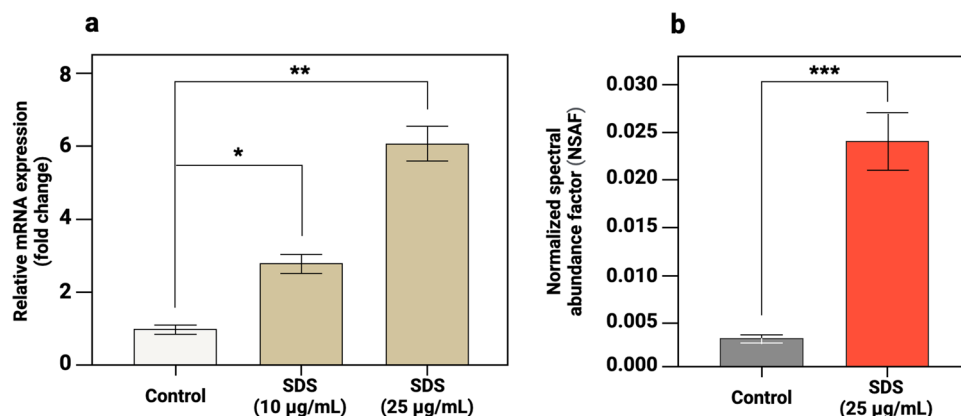 a
Relative mRNA expression
(fold change)
8
6
4
2
0
**
*
Control
SDS
(10 µg/mL)
SDS
(25 µg/mL)
b
Normalized spectral
abundance factor (NSAF)
0.030
0.025
0.020
0.015
0.010
0.005
0.000
***
Control
SDS
(25 µg/mL)